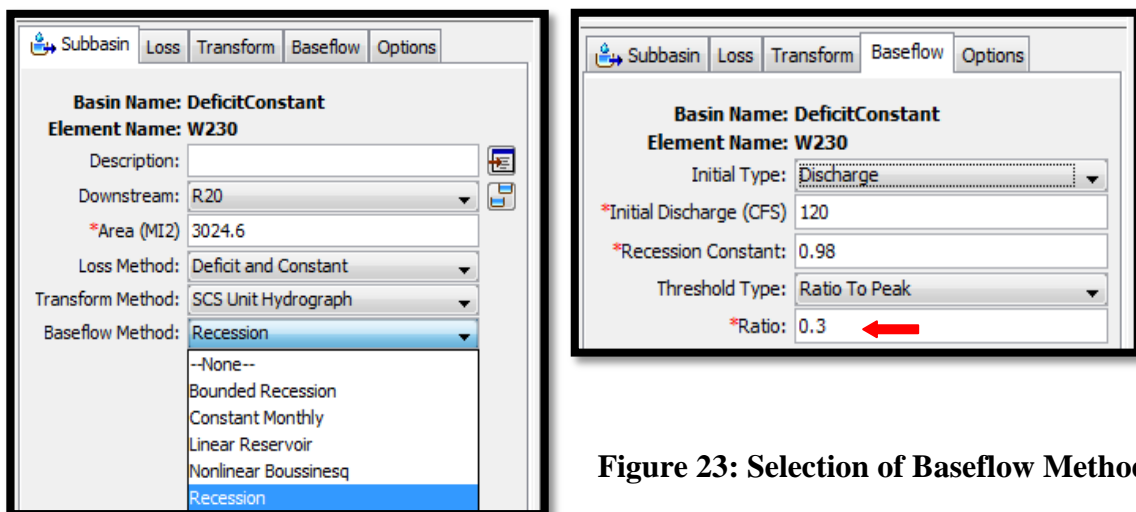 Subbasin Loss Transform Baseflow Options
Basin Name: DeficitConstant
Element Name: W230
Description:
Downstream: R20
*Area (MI2) 3024.6
Loss Method: Deficit and Constant
Transform Method: SCS Unit Hydrograph
Baseflow Method: Recession
--None--
Bounded Recession
Constant Monthly
Linear Reservoir
Nonlinear Boussinesq
Recession
Subbasin Loss Transform Baseflow Options
Basin Name: DeficitConstant
Element Name: W230
Initial Type: Discharge
*Initial Discharge (CFS) 120
*Recession Constant: 0.98
Threshold Type: Ratio To Peak
*Ratio: 0.3
Figure 23: Selection of Baseflow Method